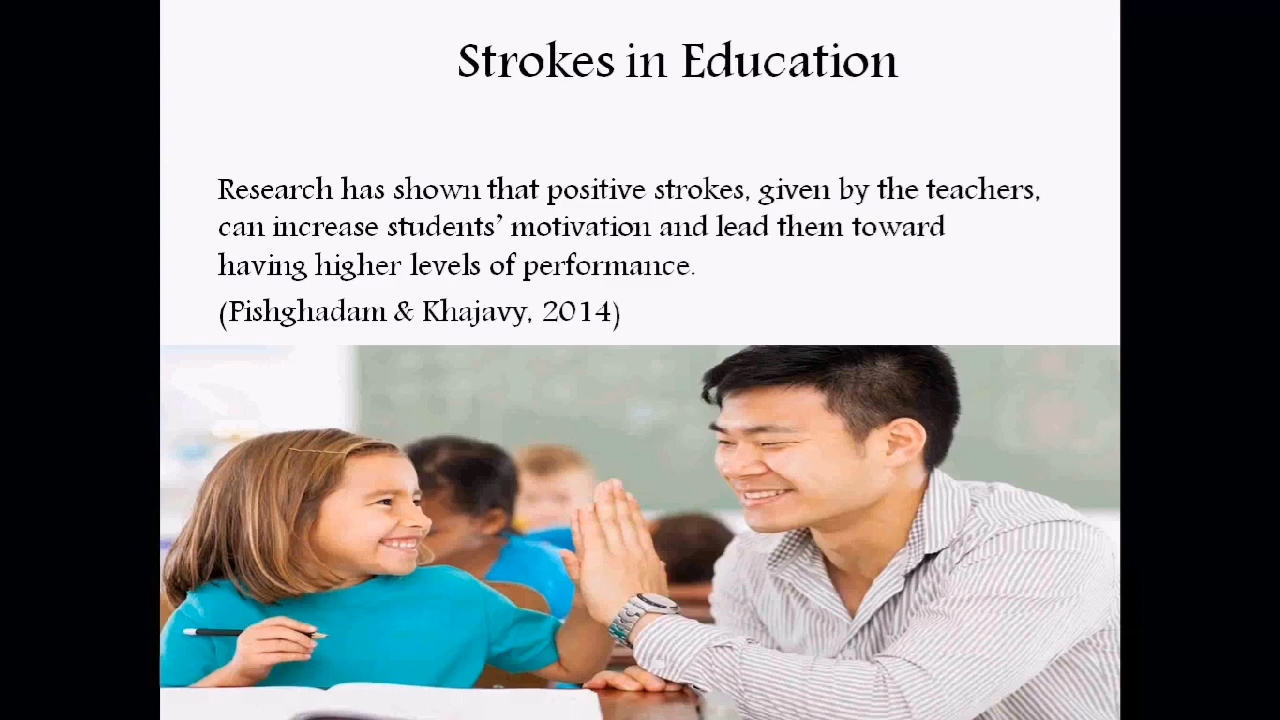 Strokes in Education
Research has shown that positive strokes, given by the teachers,
can increase students’ motivation and lead them toward
having higher levels of performance.
(Pishghadam & Khajavy, 2014)